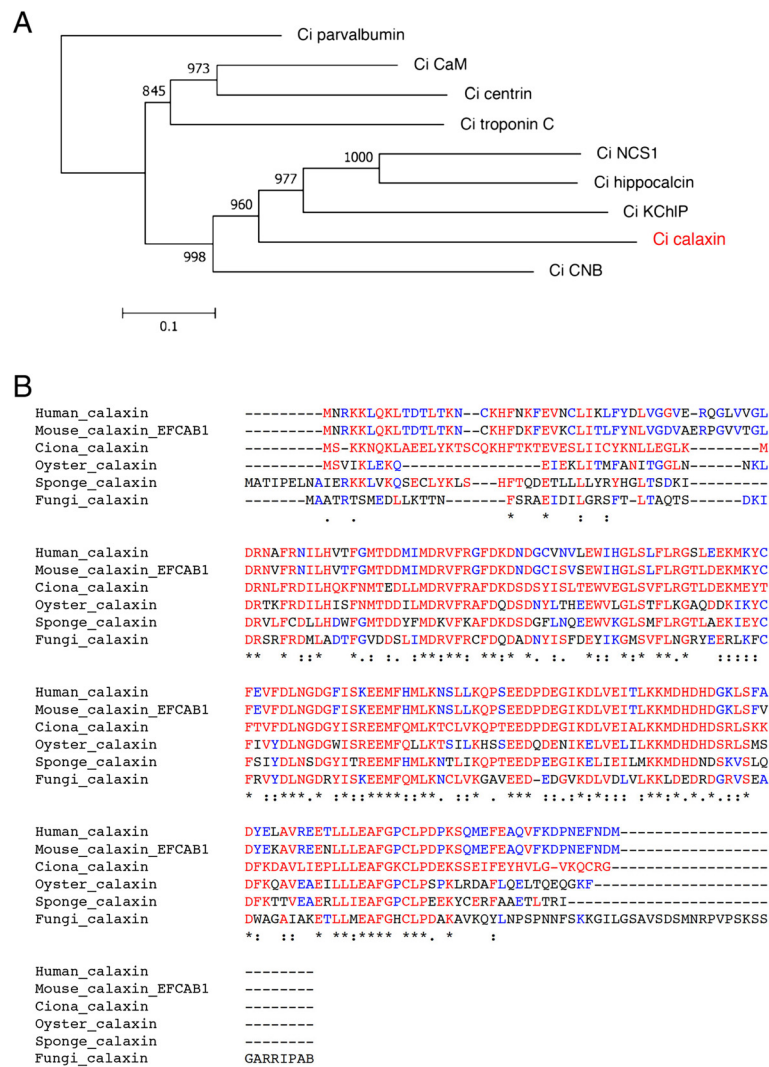 A
Ci parvalbumin
973
Ci CaM
845
Ci centrin
Ci troponin C
1000
Ci NCS1
977
Ci hippocalcin
960
Ci KChIP
Ci calaxin
998
Ci CNB
0.1
B
Human_calaxin ---------MNRKKLQKLTDTLTKN--CKHFNKFEVNCLIKLFYDLVGGVE-RQGLVVGL
Mouse_calaxin_EFCAB1 ---------MNRKKLQKLTDTLTKN--CKHFNKFEVNCLIKLFYNLVGDVAERPGVVTGL
Ciona_calaxin ---------MS-KKNQKLAEELYKTSCQKHFTKTEVESLIICYKNLLEGLK--------M
Oyster_calaxin ---------MSVIKLEKQ----------------EIEKLITMFANITGGLN------NKL
Sponge_calaxin MATIPELNAIERKKLVKQSECLYKLS---HFTQDETLLLLYRYHGLTSDKI---------
Fungi_calaxin -------MAATRTSMEDLLKTTN-------FSRAEIDILGRSFT-LTAQTS------DKI
. . * * : :
Human_calaxin DRNAFRNILHVTFGMTDDMIMDRVFRGFDKDNDGCVNVLEWIHGLSLFLRGSLEEKMKYC
Mouse_calaxin_EFCAB1 DRNVFRNILHVTFGMTDDMIMDRVFRGFDKDNDGCISVSEWIHGLSLFLRGTLDEKMKYC
Ciona_calaxin DRNLFRDILHQKFNMTEDLLMDRVFRAFDKDSDSYISLTEWVEGLSVFLRGTLDEKMEYT
Oyster_calaxin DRTKFRDILHISFNMTDDILMDRVFRAFDQDSDNYLTHEEWVLGLSTFLKGAQDDKIKYC
Sponge_calaxin DRVLFCDLLHDWFGMTDDYFMDKVFKAFDKDSDGFLNQEEWVKGLSMFLRGTLAEKIEYC
Fungi_calaxin DRSRFRDMLADTFGVDDSLIMDRVFRCFDQDADNYISFDEYIKGMSVFLNGRYEERLKFC
** * :: *.: :. **:**: **:* *. :. *:: *:* **.* :::::
Human_calaxin FEVFDLNGDGFISKEEMFHMLKNSLLKQPSEEDPDEGIKDLVEITLKKMDHDHDGKLSFA
Mouse_calaxin_EFCAB1 FEVFDLNGDGFISKEEMFHMLKNSLLKQPSEEDPDEGIKDLVEITLKKMDHDHDGKLSFV
Ciona_calaxin FTVFDLNGDGYISREEMFQMLKTCLVKQPTEEDPDEGIKDLVEIALKKMDHDHDSRLSKK
Oyster_calaxin FIVYDLNGDGWISREEMFQLLKTSILKHSSEEDQDENIKELVELILKKMDHDNDSRLSMS
Sponge_calaxin FSIYDLNSDGYITREEMFHMLKNTLIKQPTEEDPEEGIKELIEILMKKMDHDNDSKVSLQ
Fungi_calaxin FRVYDLNGDRYISKEEMFQMLKNCLVKGAVEED-EDGVKDLVDLVLKKLDEDRDGRVSEA
* ::***.* :*::****::**. ::* . *** ::.:*:*::: :**:*.*.*.::*
Human_calaxin DYELAVREETLLLEAFGPCLPDPKSQMEFEAQVFKDPNEFNDM-----------------
Mouse_calaxin_EFCAB1 DYEKAVREENLLLEAFGPCLPDPKSQMEFEAQVFKDPNEFNDM-----------------
Ciona_calaxin DFKDAVLIEPLLLEAFGKCLPDEKSSEIFEYHVLG-VKQCRG------------------
Oyster_calaxin DFKQAVEAEILLIEAFGPCLPSPKLRDAFLQELTQEQGKF--------------------
Sponge_calaxin DFKTTVEAERLLLEAFGPCLPEEKYCERFAAETLTRI-----------------------
Fungi_calaxin DWAGAIAKETLLMEAFGHCLPDAKAVKQYLNPSPNNFSKKGILGSAVSDSMNRPVPSKSS
*: :: * **:**** ***. * :
Human_calaxin --------
Mouse_calaxin_EFCAB1 --------
Ciona_calaxin --------
Oyster_calaxin --------
Sponge_calaxin --------
Fungi_calaxin GARRIPAB